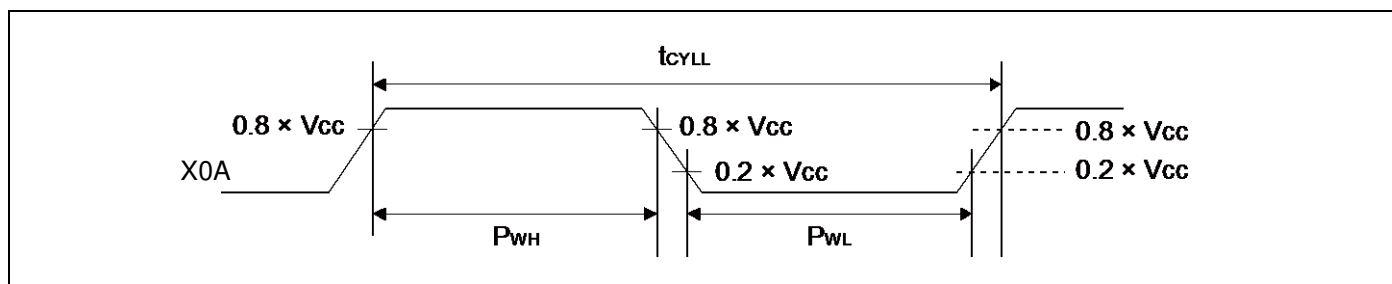 tCYLL
0.8 × Vcc 0.8 × Vcc 0.8 × Vcc
X0A 0.2 × Vcc 0.2 × Vcc
PWH PWL